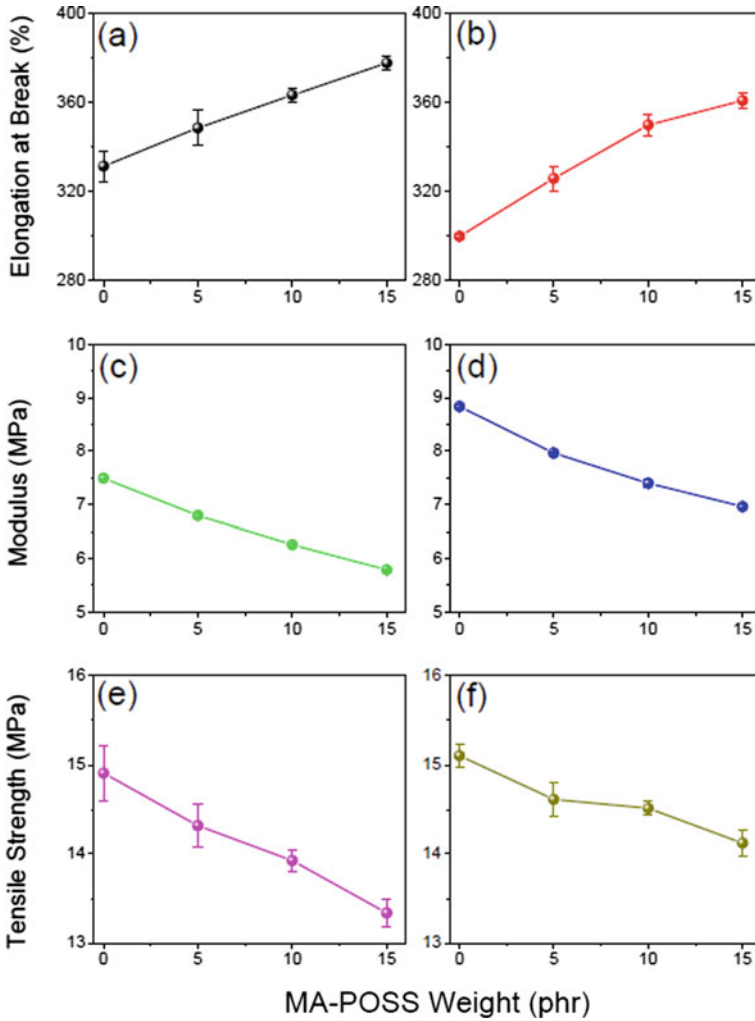 Elongation at Break (%)
400
360
320
280
(a)
0 5 10 15
400
360
320
280
(b)
0 5 10 15
Modulus (MPa)
10
9
8
7
6
5
(c)
0 5 10 15
10
9
8
7
6
5
(d)
0 5 10 15
Tensile Strength (MPa)
16
15
14
13
(e)
0 5 10 15
16
15
14
13
(f)
0 5 10 15
MA-POSS Weight (phr)